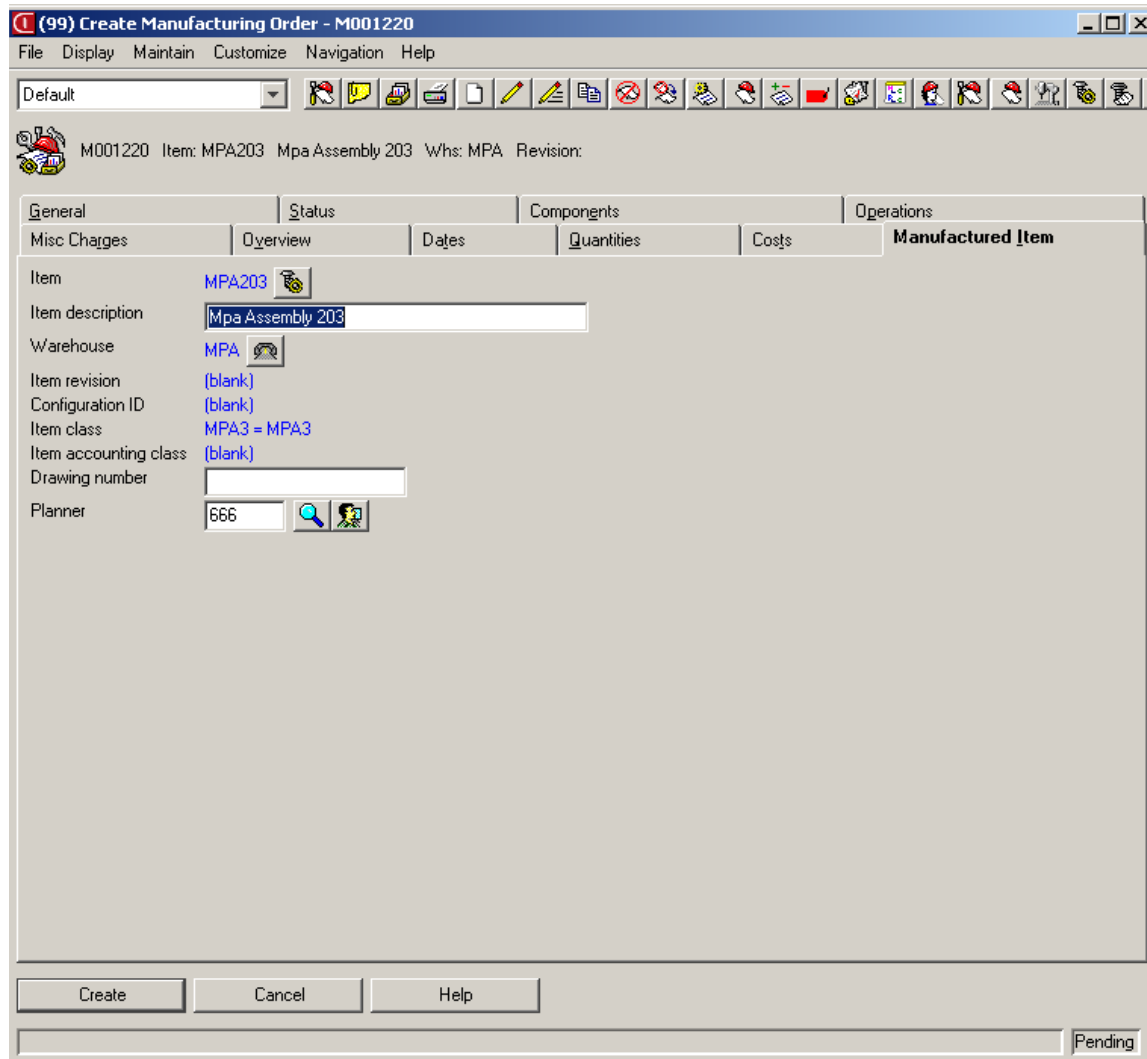 (99) Create Manufacturing Order - M001220
File Display Maintain Customize Navigation Help
Default
M001220 Item: MPA203 Mpa Assembly 203 Whs: MPA Revision:
General Status Components Operations
Misc Charges Overview Dates Quantities Costs Manufactured Item
Item MPA203
Item description Mpa Assembly 203
Warehouse MPA
Item revision (blank)
Configuration ID (blank)
Item class MPA3 = MPA3
Item accounting class (blank)
Drawing number
Planner 666
Create Cancel Help
Pending